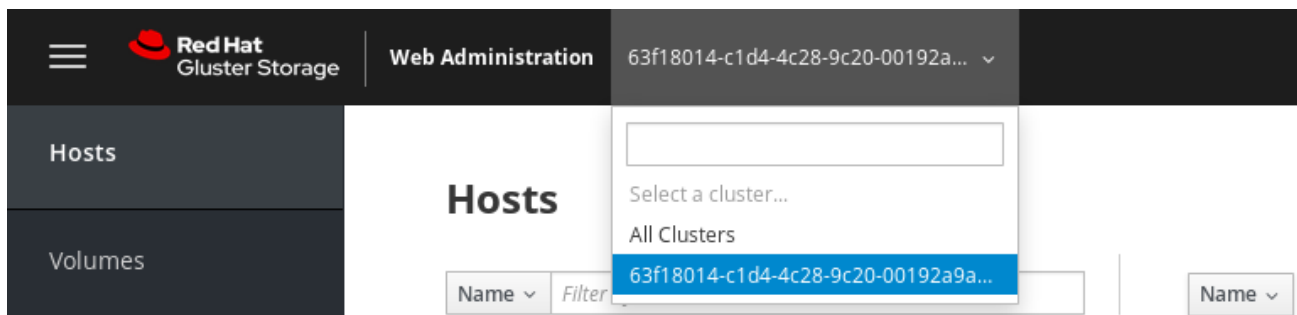 Red Hat
Gluster Storage
Web Administration
63f18014-c1d4-4c28-9c20-00192a...
Hosts
Volumes
Hosts
Select a cluster...
All Clusters
63f18014-c1d4-4c28-9c20-00192a9a...
Name
Filter
Name